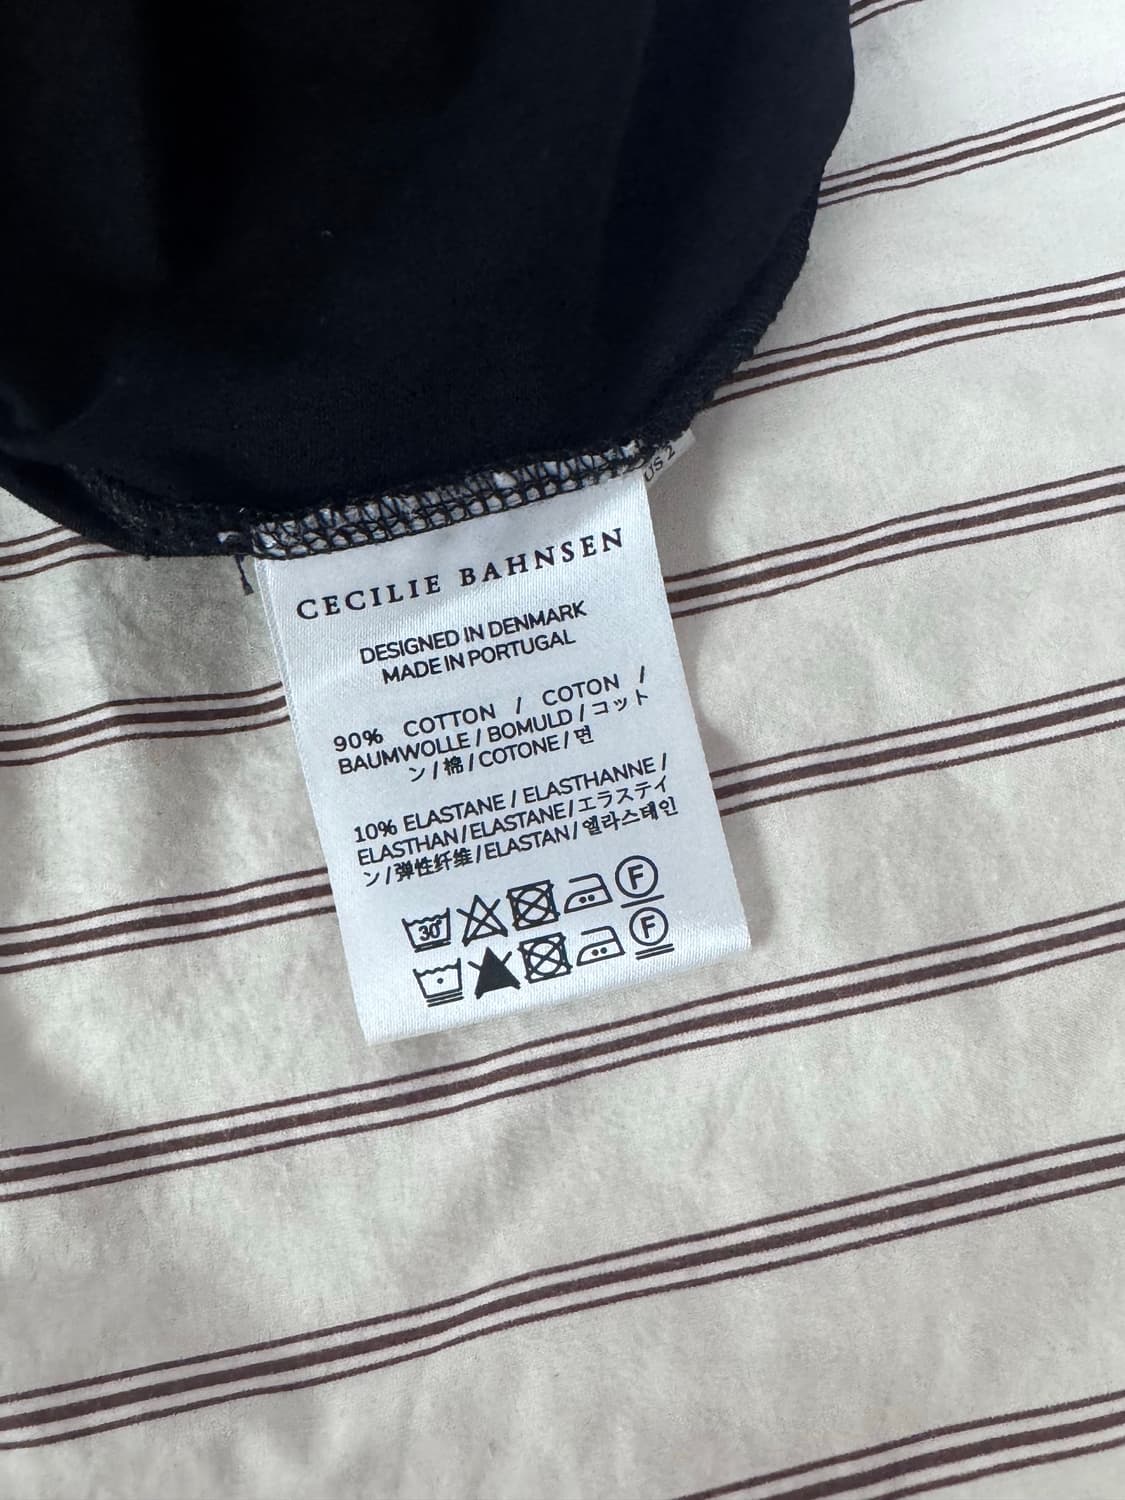 US 2
CECILIE BAHNSEN
DESIGNED IN DENMARK
MADE IN PORTUGAL
90% COTTON / COTON /
BAUMWOLLE / BOMULD / コット
ン / 棉 / COTONE / 면
10% ELASTANE / ELASTHANNE /
ELASTHAN / ELASTANE / エラステイ
ン / 弹性纤维 / ELASTAN / 엘라스테인
30°
F
F